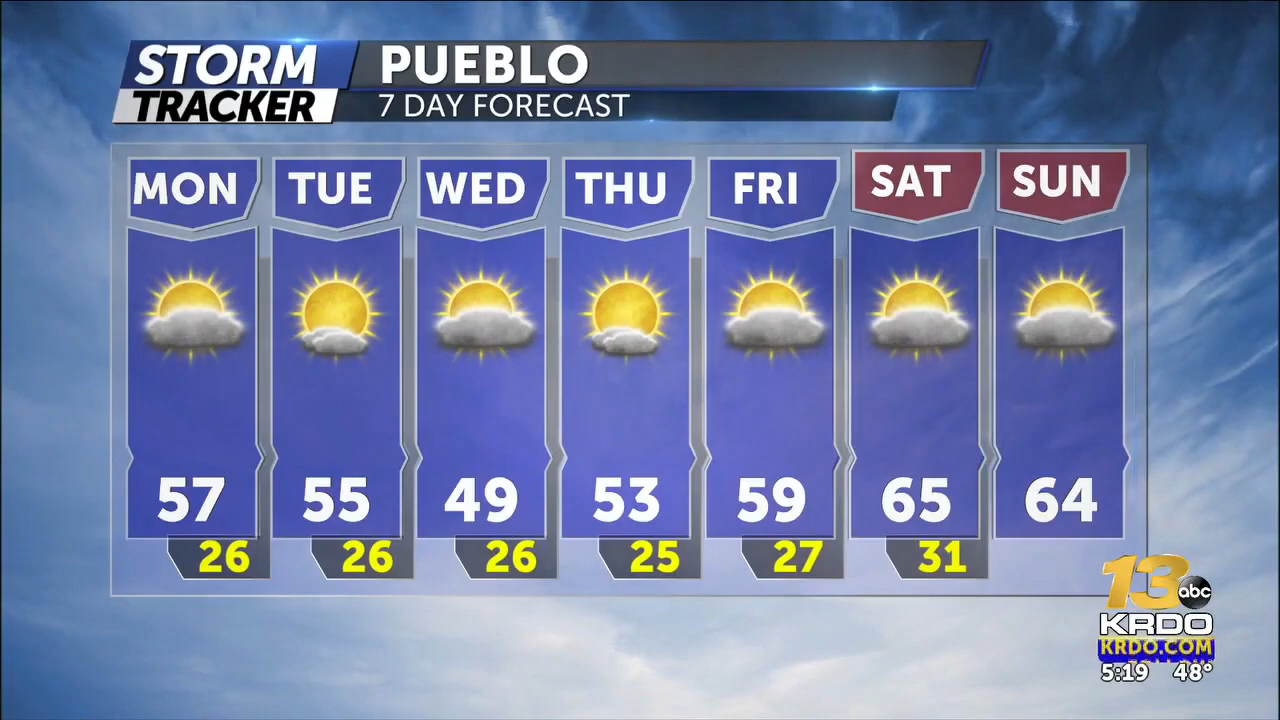 STORM
TRACKER
PUEBLO
7 DAY FORECAST
MON TUE WED THU FRI SAT SUN
57 55 49 53 59 65 64
26 26 26 25 27 31
13 abc
KRDO
KRDO.COM
5:19 48°